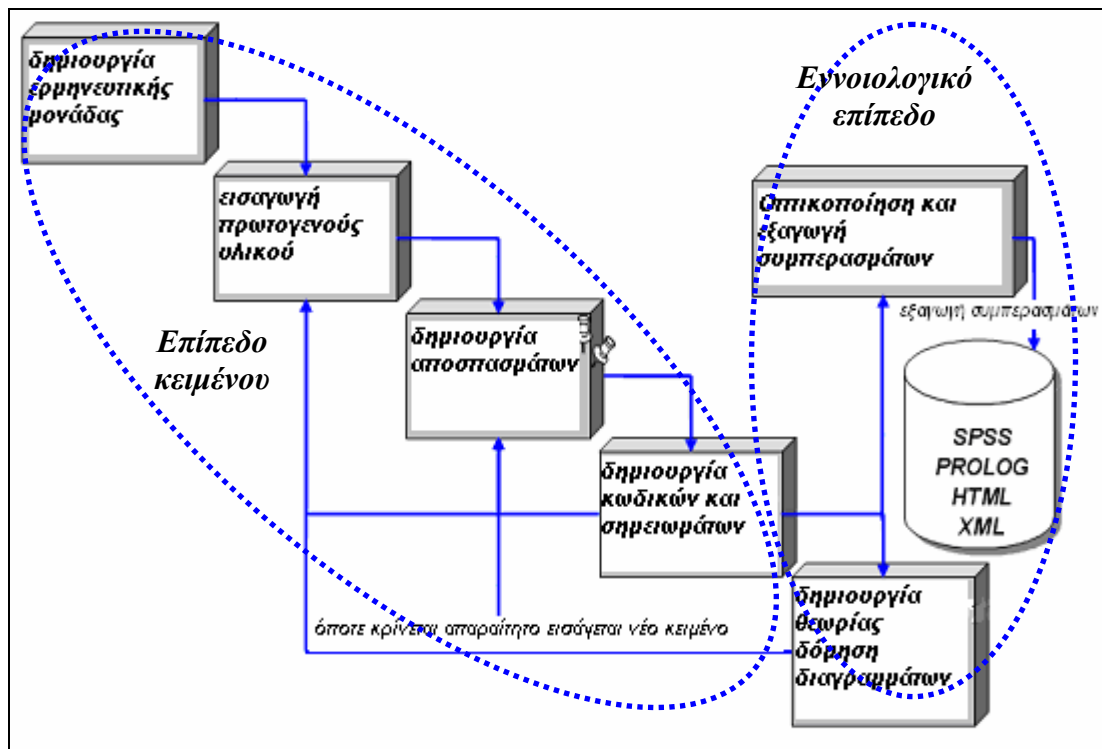 δημιουργία
ερμηνευτικής
μονάδας
Εννοιολογικό
επίπεδο
εισαγωγή
πρωτογενούς
υλικού
Οπτικοποίηση και
εξαγωγή
συμπερασμάτων
εξαγωγή συμπερασμάτων
Επίπεδο
κειμένου
δημιουργία
αποσπασμάτων
SPSS
PROLOG
HTML
XML
δημιουργία
κωδικών και
σημειωμάτων
όποτε κρίνεται απαραίτητο εισάγεται νέο κειμένο
δημιουργία
θεωρίας
δόμηση
διαγραμμάτων